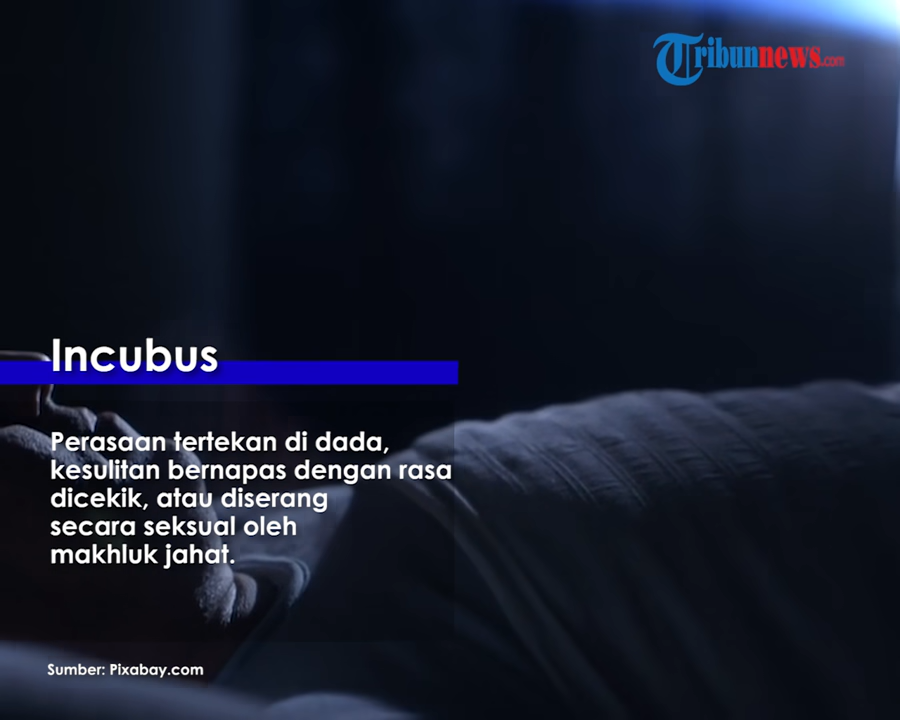 Tribunnews.com
Incubus
Perasaan tertekan di dada,
kesulitan bernapas dengan rasa
dicekik, atau diserang
secara seksual oleh
makhluk jahat.
Sumber: Pixabay.com